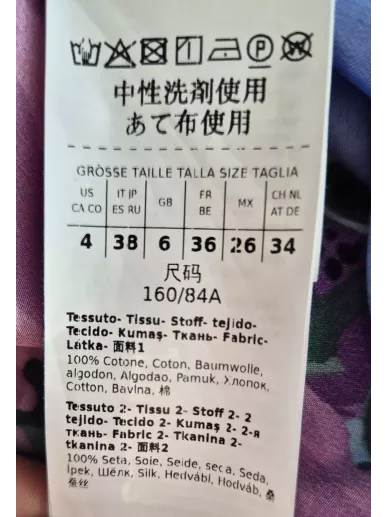 中性洗剤使用
あて布使用
GRÖSSE TAILLE TALLA SIZE TAGLIA
US CA CO IT JP ES RU GB FR BE MX CH NL AT DE
4 38 6 36 26 34
尺码
160/84A
Tessuto- Tissu- Stoff- tejido-
Tecido- Kumaş- Ткань- Fabric-
Látka- 面料1
100% Cotone, Coton, Baumwolle,
algodon, Algodao, Pamuk, Хлопок,
Cotton, Bavlna, 棉
Tessuto 2- Tissu 2- Stoff 2- 2
tejido- Tecido 2- Kumaş 2- 2-я
ткань- Fabric 2- Tkanina 2-
tkanina 2- 面料2
100% Seta, Soie, Seide, seca, Seda,
İpek, Шёлк, Silk, Hedvábí, Hodváb, 桑
蚕丝